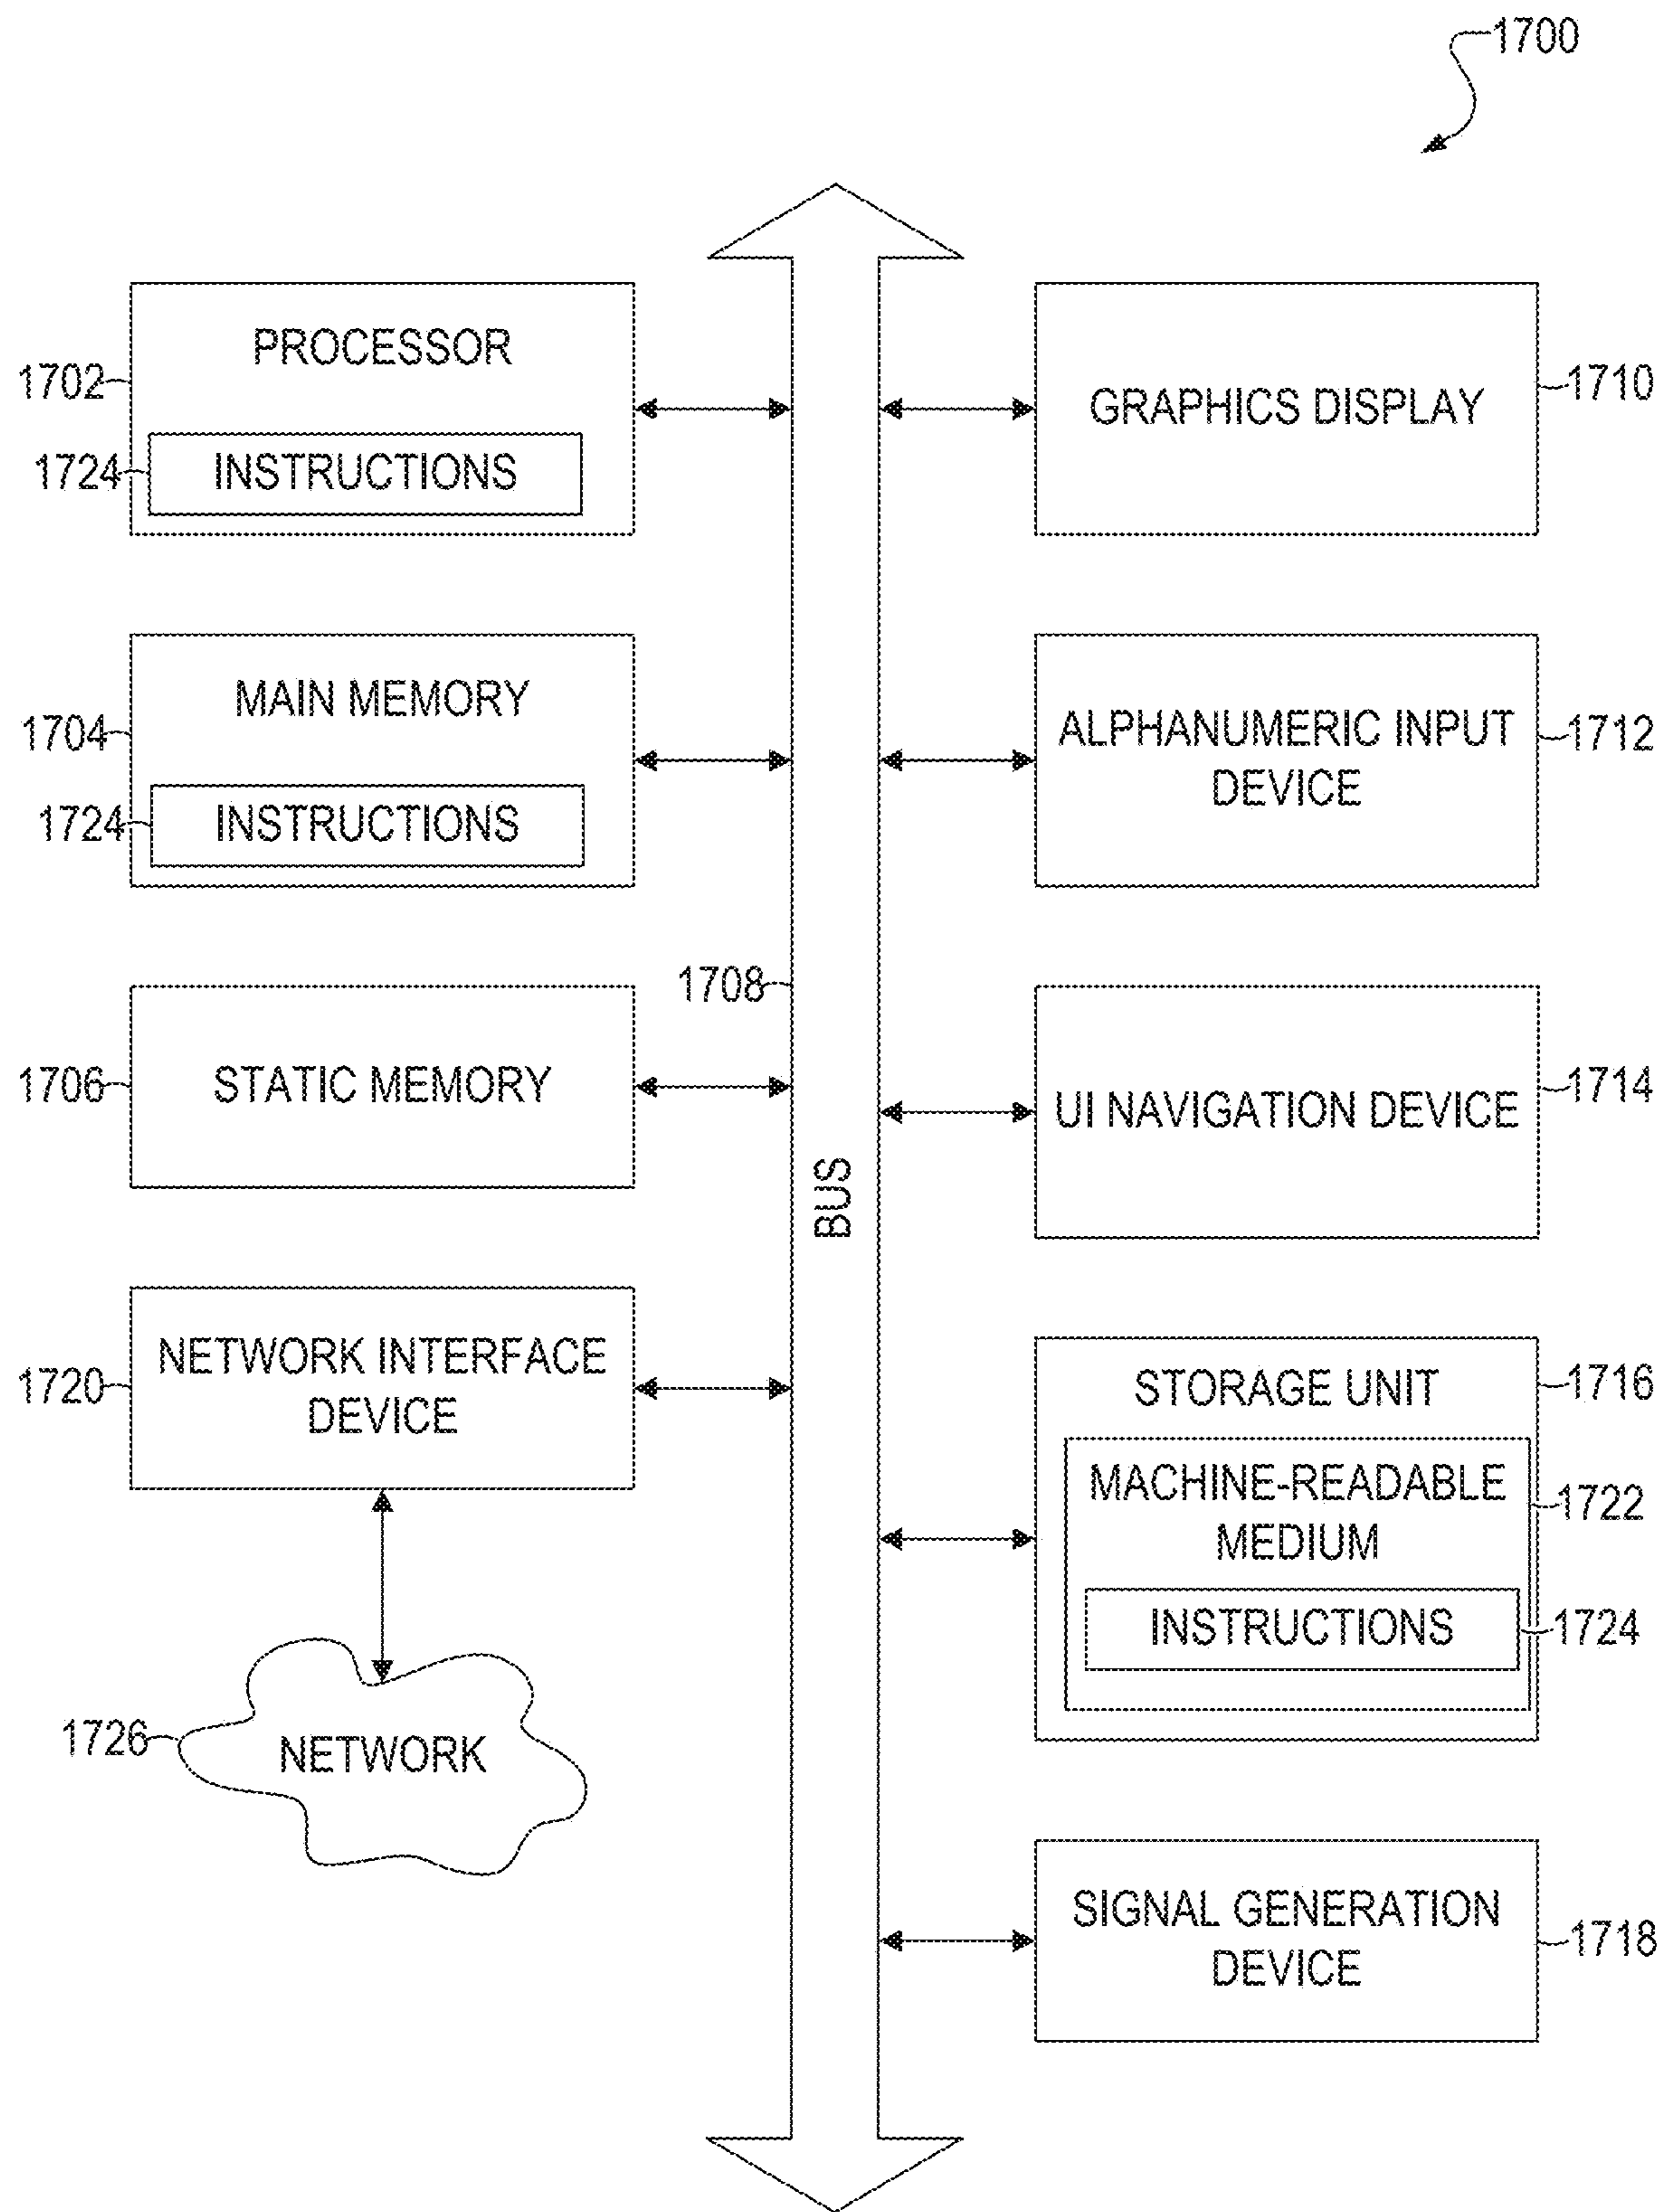 1700
PROCESSOR
1702
1724
INSTRUCTIONS
MAIN MEMORY
1704
1724
INSTRUCTIONS
1708
STATIC MEMORY
1706
BUS
NETWORK INTERFACE
DEVICE
1720
1726
NETWORK
GRAPHICS DISPLAY
1710
ALPHANUMERIC INPUT
DEVICE
1712
UI NAVIGATION DEVICE
1714
STORAGE UNIT
1716
MACHINE-READABLE
MEDIUM
1722
INSTRUCTIONS
1724
SIGNAL GENERATION
DEVICE
1718